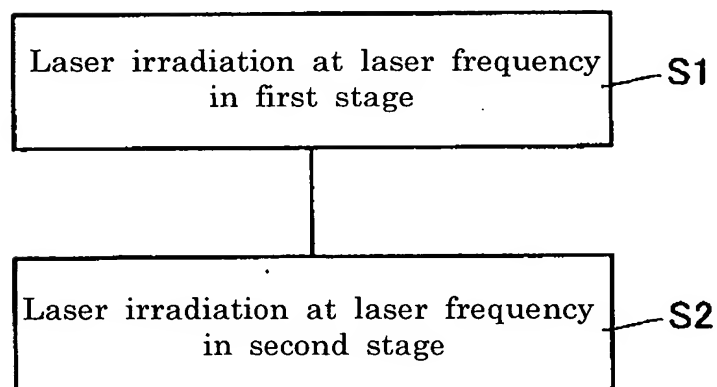 Laser irradiation at laser frequency
in first stage
S1
Laser irradiation at laser frequency
in second stage
S2